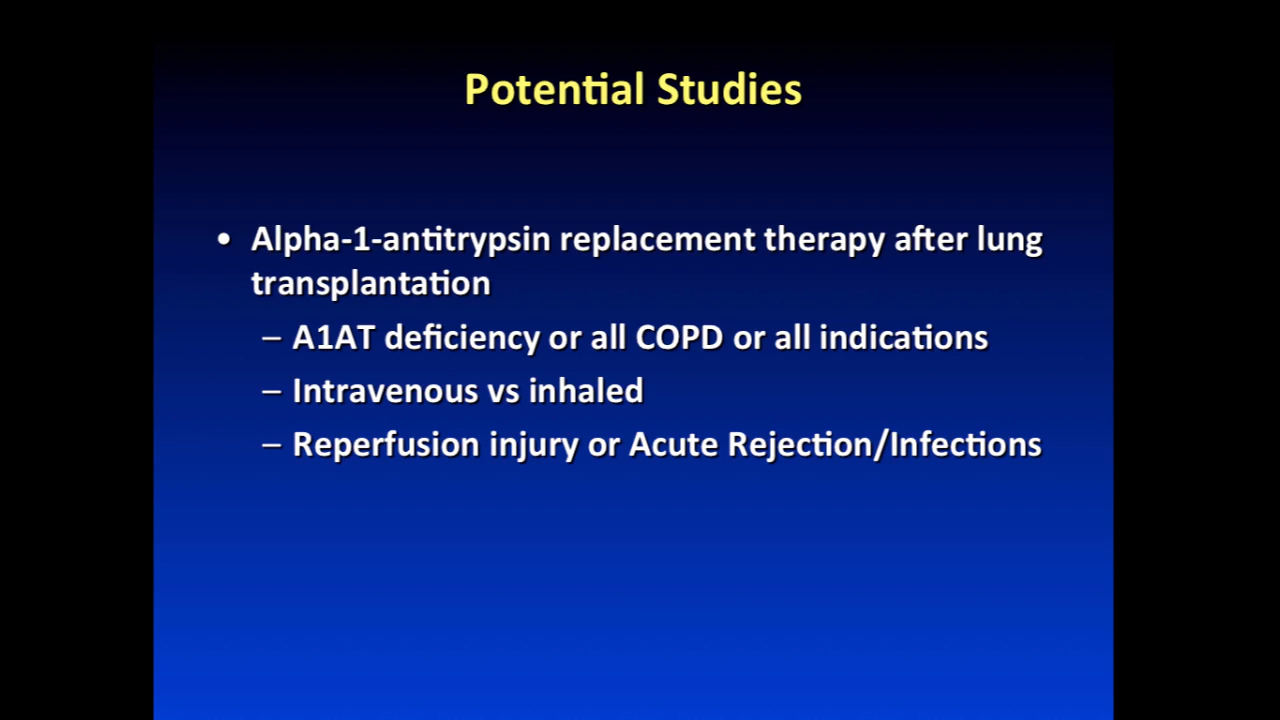 Potential Studies
• Alpha-1-antitrypsin replacement therapy after lung
transplantation
– A1AT deficiency or all COPD or all indications
– Intravenous vs inhaled
– Reperfusion injury or Acute Rejection/Infections